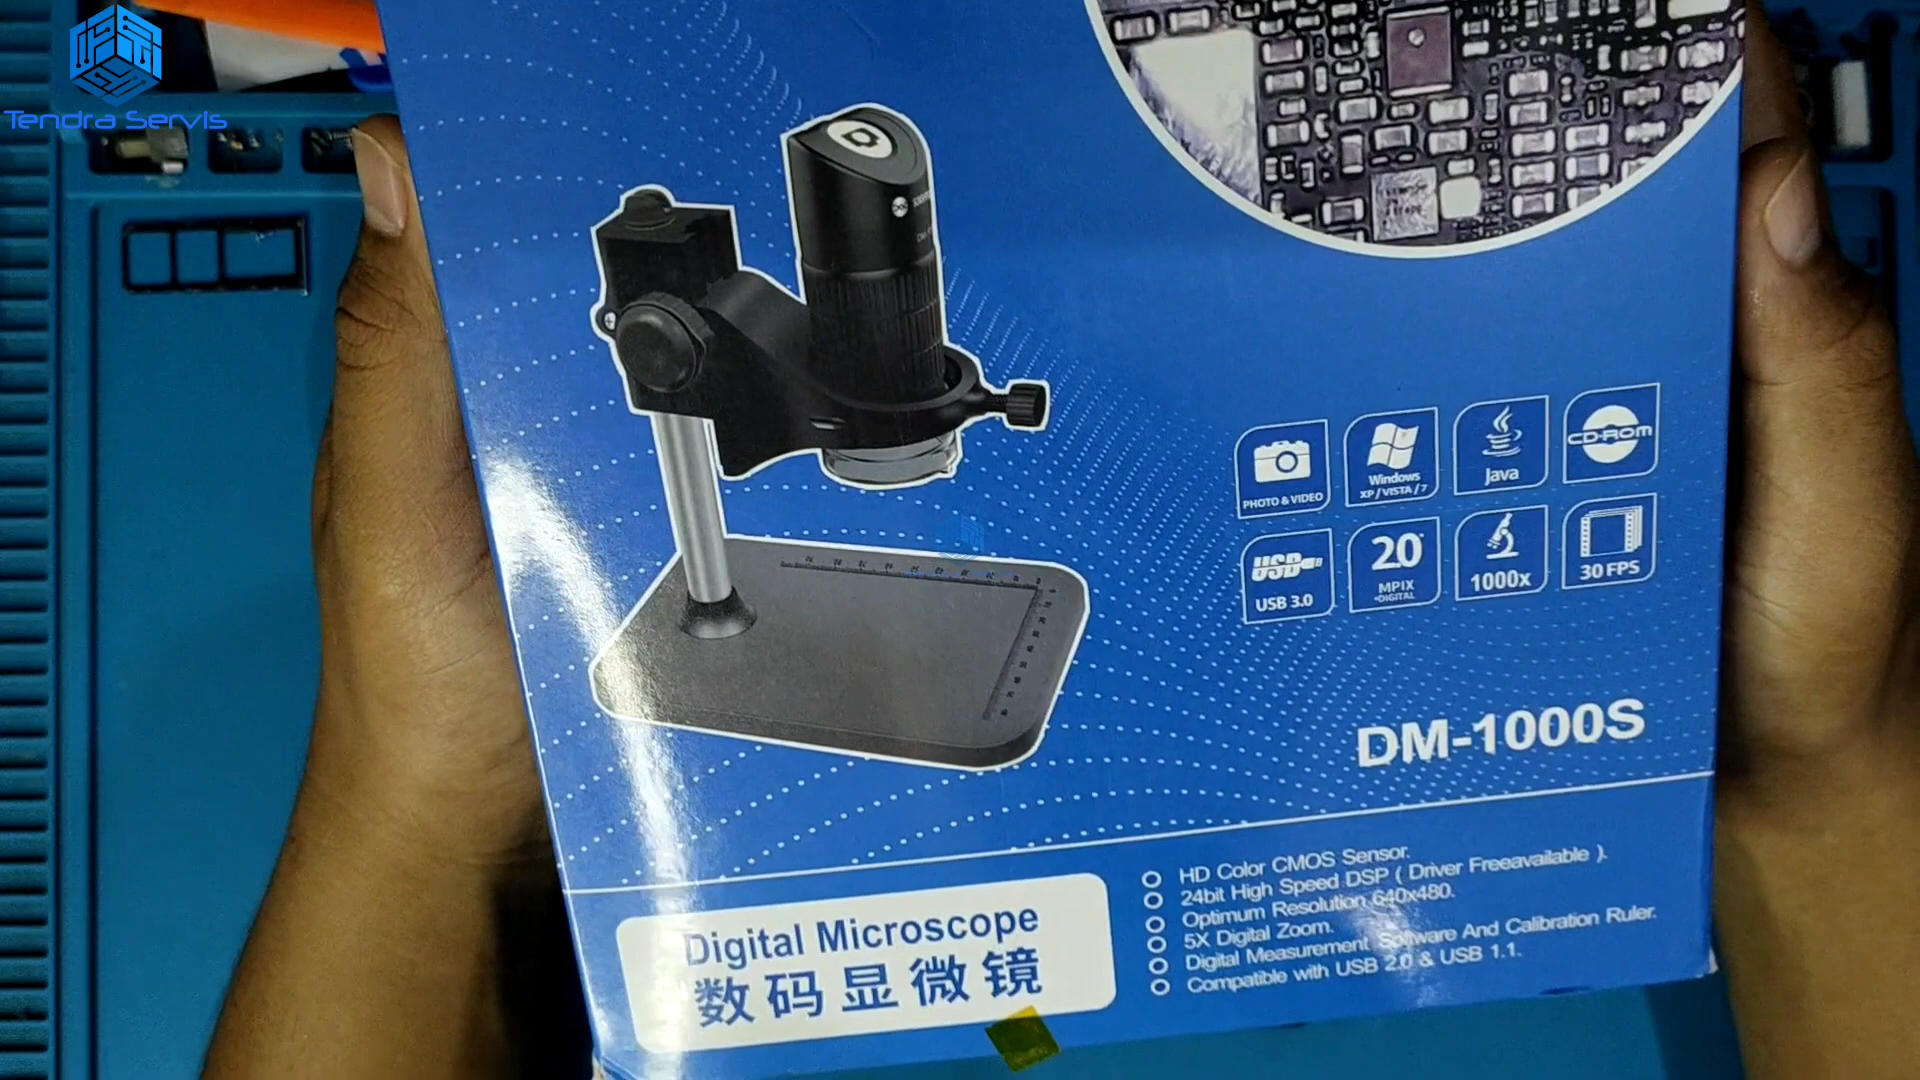 Tendra Servis
PHOTO & VIDEO
Windows
XP / VISTA / 7
Java
CD-ROM
USB
USB 3.0
20
MPIX
+DIGITAL
1000x
30 FPS
DM-1000S
Digital Microscope
数码显微镜
HD Color CMOS Sensor.
24bit High Speed DSP ( Driver Freeavailable ).
Optimum Resolution 640x480.
5X Digital Zoom.
Digital Measurement Software And Calibration Ruler.
Compatible with USB 2.0 & USB 1.1.